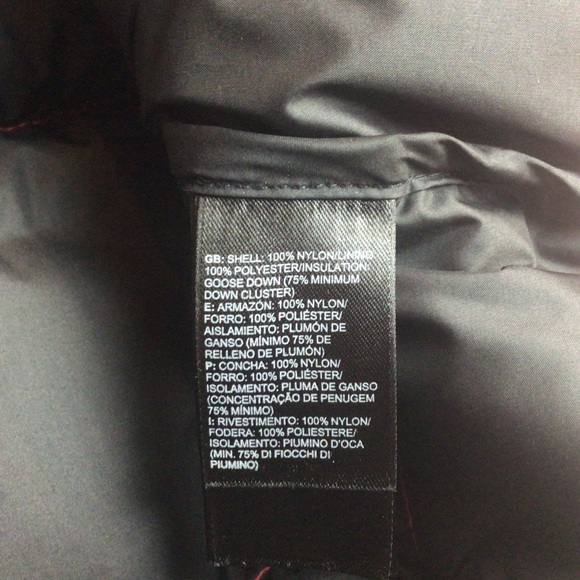 GB: SHELL: 100% NYLON/LINING:
100% POLYESTER/INSULATION:
GOOSE DOWN (75% MINIMUM
DOWN CLUSTER)
E: ARMAZÓN: 100% NYLON/
FORRO: 100% POLIÉSTER/
AISLAMIENTO: PLUMÓN DE
GANSO (MÍNIMO 75% DE
RELLENO DE PLUMÓN)
P: CONCHA: 100% NYLON/
FORRO: 100% POLIÉSTER/
ISOLAMENTO: PLUMA DE GANSO
(CONCENTRAÇÃO DE PENUGEM
75% MÍNIMO)
I: RIVESTIMENTO: 100% NYLON/
FODERA: 100% POLIESTERE/
ISOLAMENTO: PIUMINO D'OCA
(MIN. 75% DI FIOCCHI DI
PIUMINO)